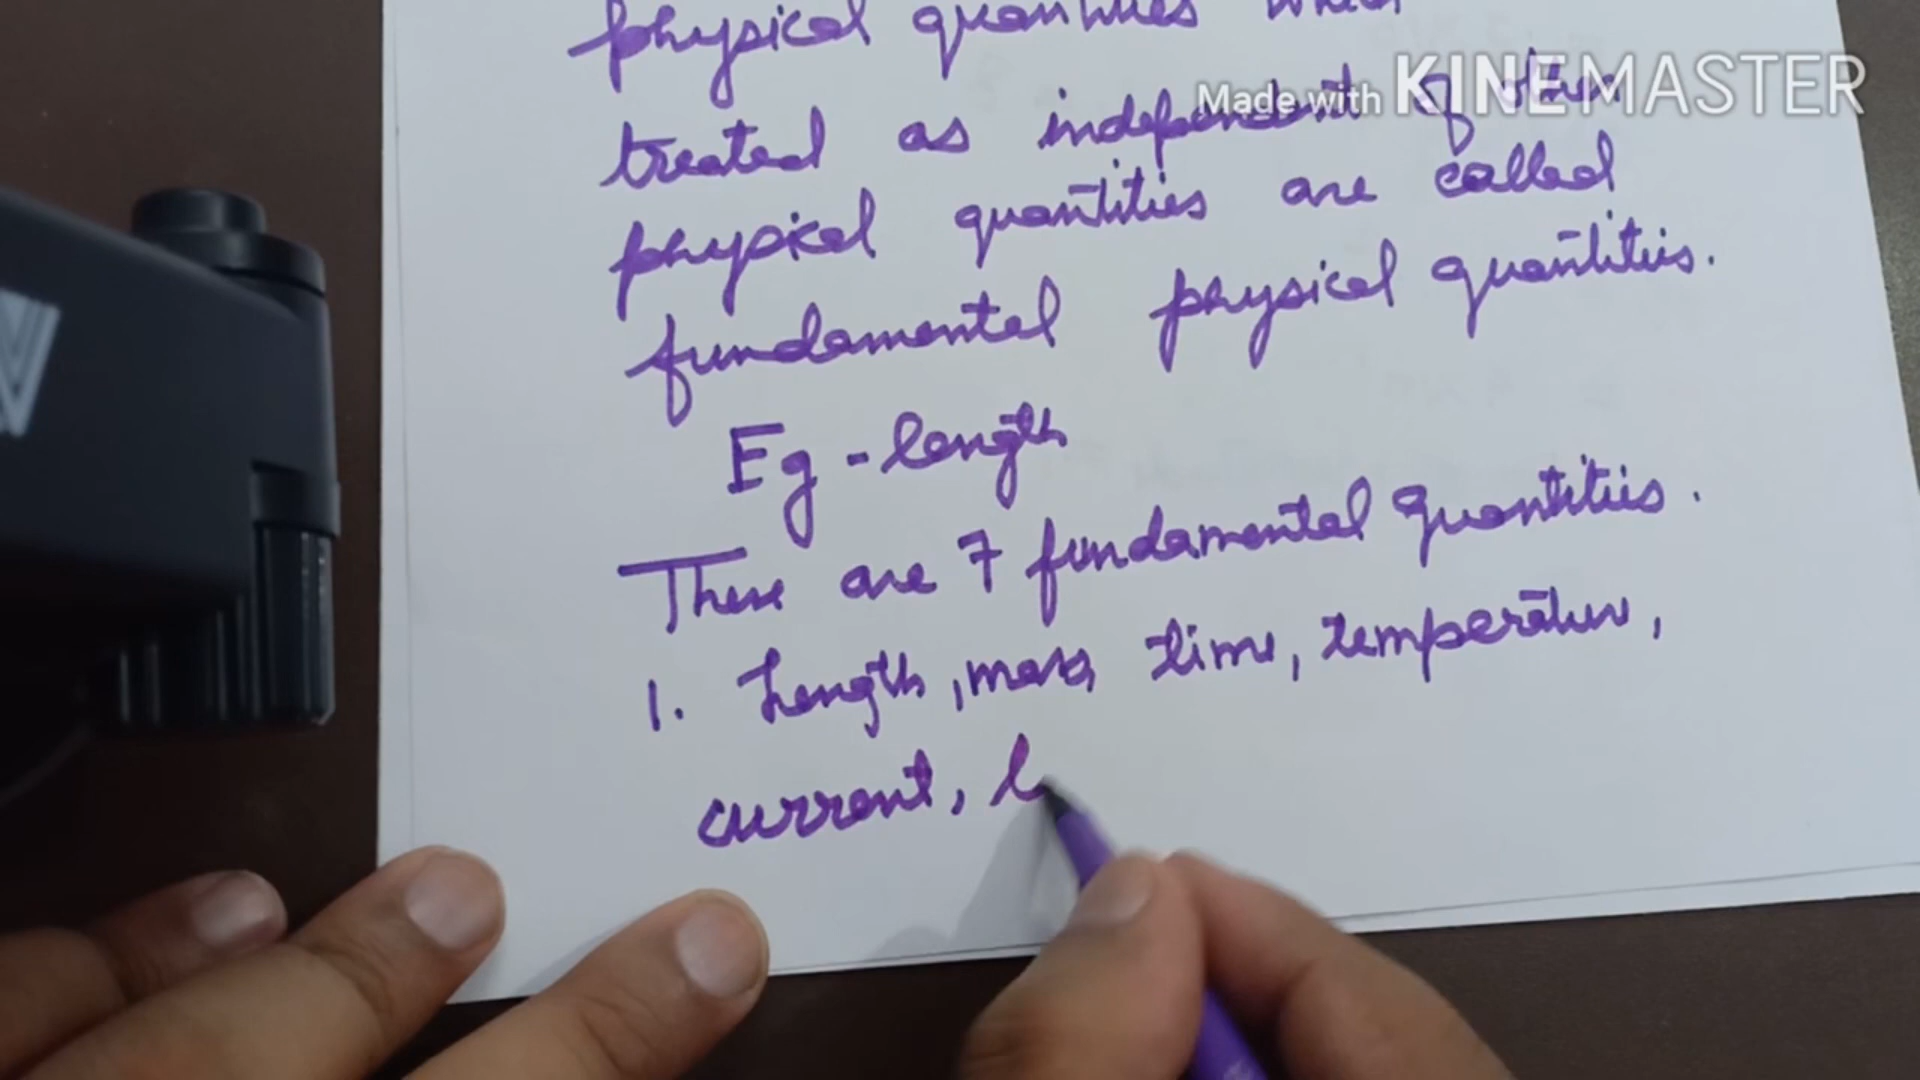 physical quantities which
Made with KINEMASTER
treated as independent of other
physical quantities are called
fundamental physical quantities.
Eg - length
There are 7 fundamental quantities.
1. Length, mass time, temperature,
current, l